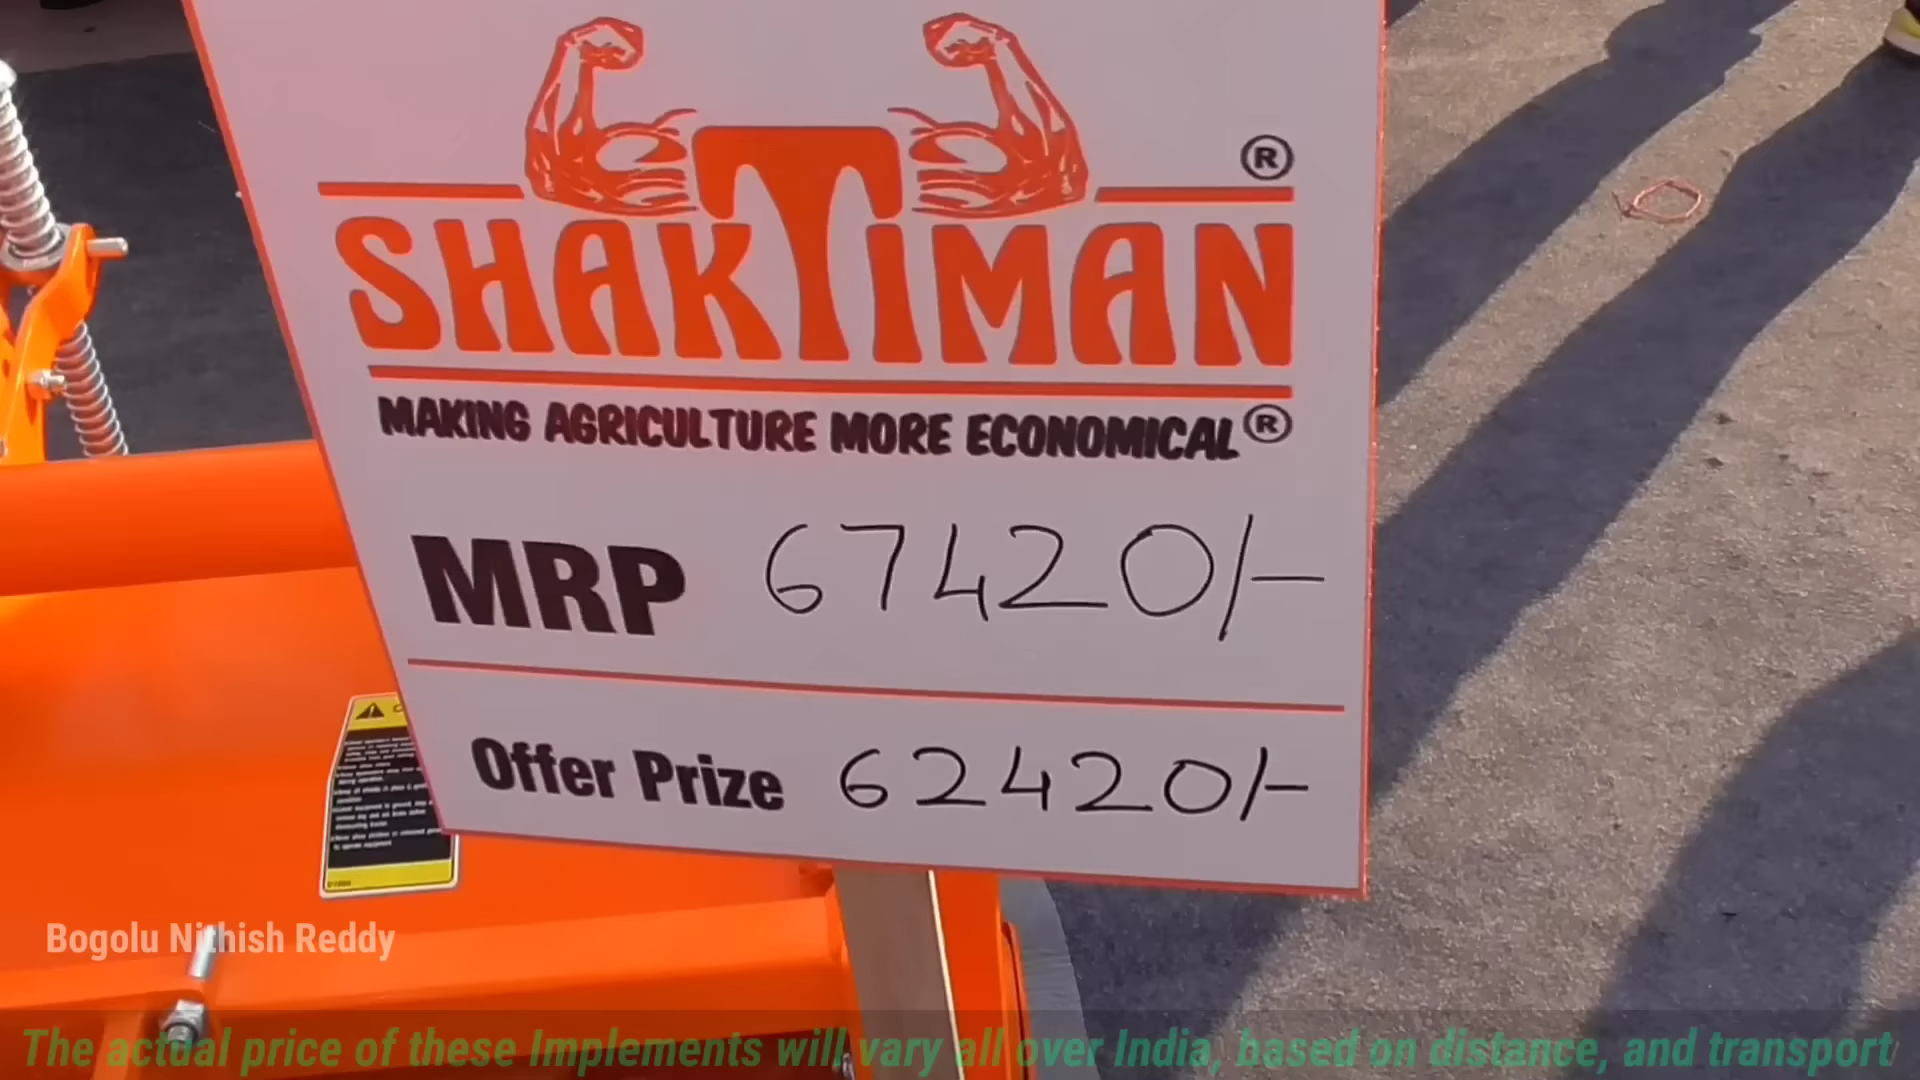 SHAKTIMAN ®
MAKING AGRICULTURE MORE ECONOMICAL ®
MRP 67420/-
Offer Prize 62420/-
Bogolu Nithish Reddy
The actual price of these Implements will vary all over India, based on distance, and transport